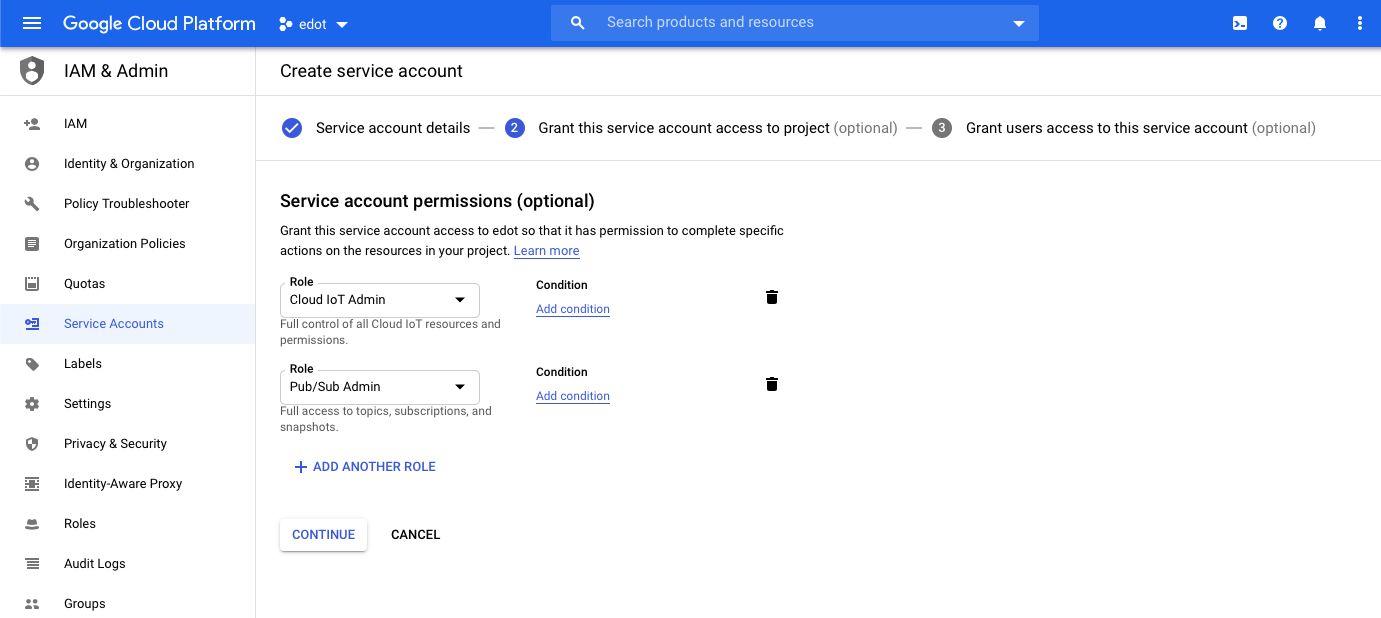 Google Cloud Platform
edot
Search products and resources
IAM & Admin
IAM
Identity & Organization
Policy Troubleshooter
Organization Policies
Quotas
Service Accounts
Labels
Settings
Privacy & Security
Identity-Aware Proxy
Roles
Audit Logs
Groups
Create service account
Service account details — 2 Grant this service account access to project (optional) — 3 Grant users access to this service account (optional)
Service account permissions (optional)
Grant this service account access to edot so that it has permission to complete specific
actions on the resources in your project. Learn more
Role
Cloud IoT Admin
Full control of all Cloud IoT resources and
permissions.
Condition
Add condition
Role
Pub/Sub Admin
Full access to topics, subscriptions, and
snapshots.
Condition
Add condition
ADD ANOTHER ROLE
CONTINUE
CANCEL